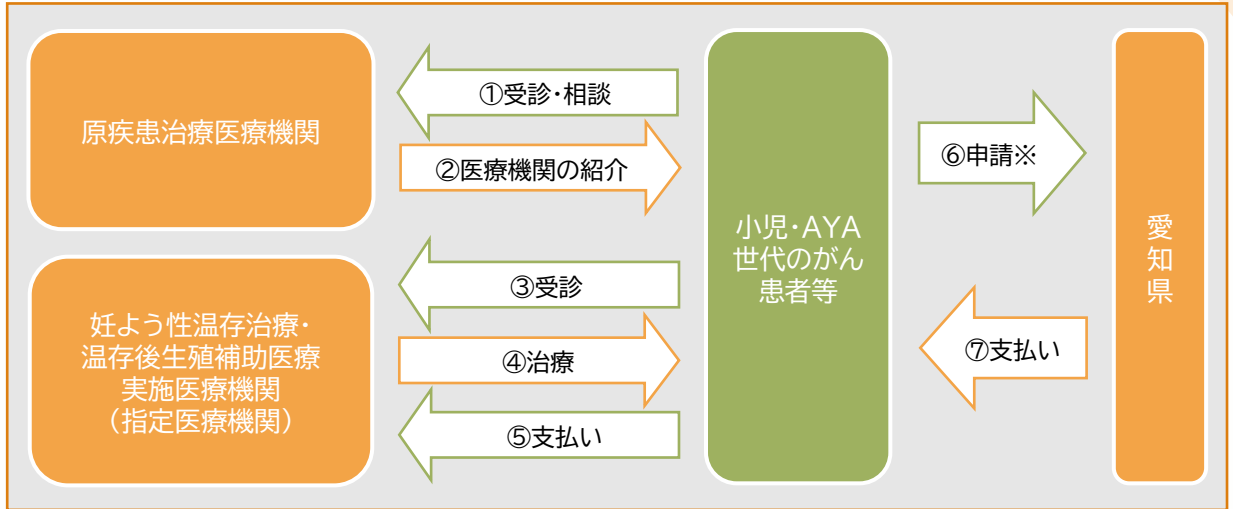 原疾患治療医療機関
①受診・相談
②医療機関の紹介
妊よう性温存治療・
温存後生殖補助医療
実施医療機関
（指定医療機関）
③受診
④治療
⑤支払い
小児・AYA
世代のがん
患者等
⑥申請※
⑦支払い
愛
知
県